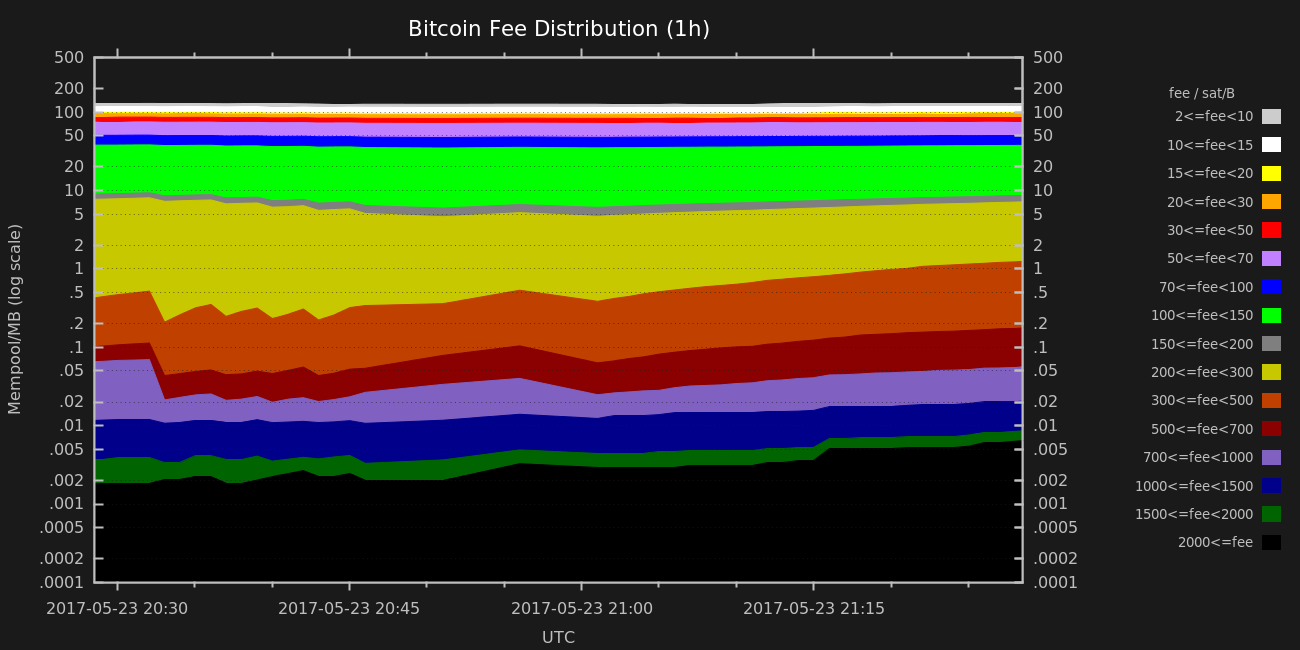 Bitcoin Fee Distribution (1h)
Mempool/MB (log scale)
500
200
100
50
20
10
5
2
1
.5
.2
.1
.05
.02
.01
.005
.002
.001
.0005
.0002
.0001
500
200
100
50
20
10
5
2
1
.5
.2
.1
.05
.02
.01
.005
.002
.001
.0005
.0002
.0001
2017-05-23 20:30 2017-05-23 20:45 2017-05-23 21:00 2017-05-23 21:15
UTC
fee / sat/B
2<=fee<10
10<=fee<15
15<=fee<20
20<=fee<30
30<=fee<50
50<=fee<70
70<=fee<100
100<=fee<150
150<=fee<200
200<=fee<300
300<=fee<500
500<=fee<700
700<=fee<1000
1000<=fee<1500
1500<=fee<2000
2000<=fee